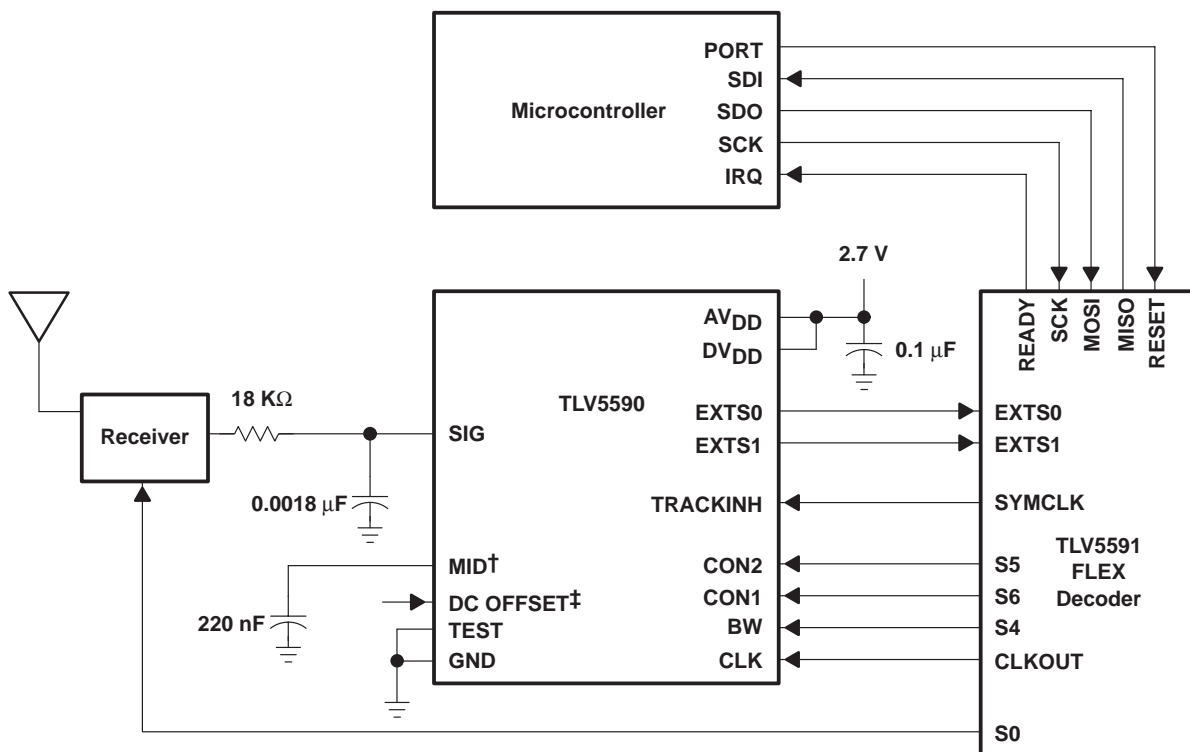 PORT
SDI
SDO
SCK
IRQ
Microcontroller
2.7 V
0.1 μF
READY
SCK
MOSI
MISO
RESET
AVDD
DVDD
TLV5590
EXTS0
EXTS1
EXTS0
EXTS1
18 KΩ
Receiver
SIG
0.0018 μF
TRACKINH
SYMCLK
TLV5591
FLEX
Decoder
MID†
DC OFFSET‡
TEST
GND
220 nF
CON2
CON1
BW
CLK
S5
S6
S4
CLKOUT
S0